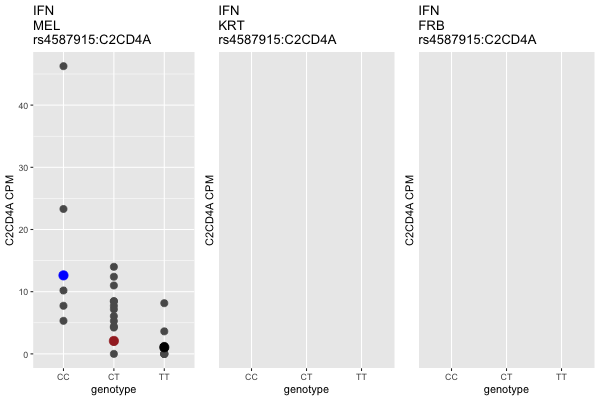 IFN
MEL
rs4587915:C2CD4A
C2CD4A CPM
40
30
20
10
0
CC
CT
TT
genotype
IFN
KRT
rs4587915:C2CD4A
C2CD4A CPM
CC
CT
TT
genotype
IFN
FRB
rs4587915:C2CD4A
C2CD4A CPM
CC
CT
TT
genotype